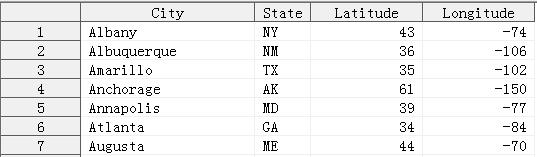 City State Latitude Longitude
1 Albany NY 43 -74
2 Albuquerque NM 36 -106
3 Amarillo TX 35 -102
4 Anchorage AK 61 -150
5 Annapolis MD 39 -77
6 Atlanta GA 34 -84
7 Augusta ME 44 -70